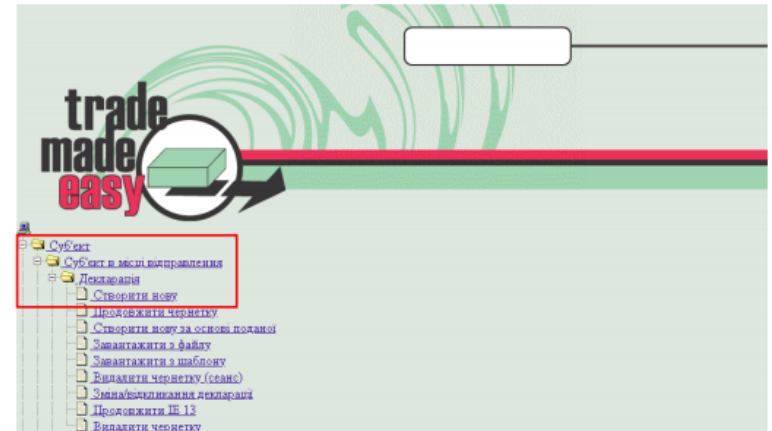 trade
made
easy
Суб'єкт
Суб'єкт в місці відправлення
Декларація
Створити нову
Продовжити чернетку
Створити нову за основі поданої
Завантажити з файлу
Завантажити з шаблону
Видалити чернетку (сеанс)
Зміна/відкликання декларації
Продовжити ІЕ 13
Видалити чернетку